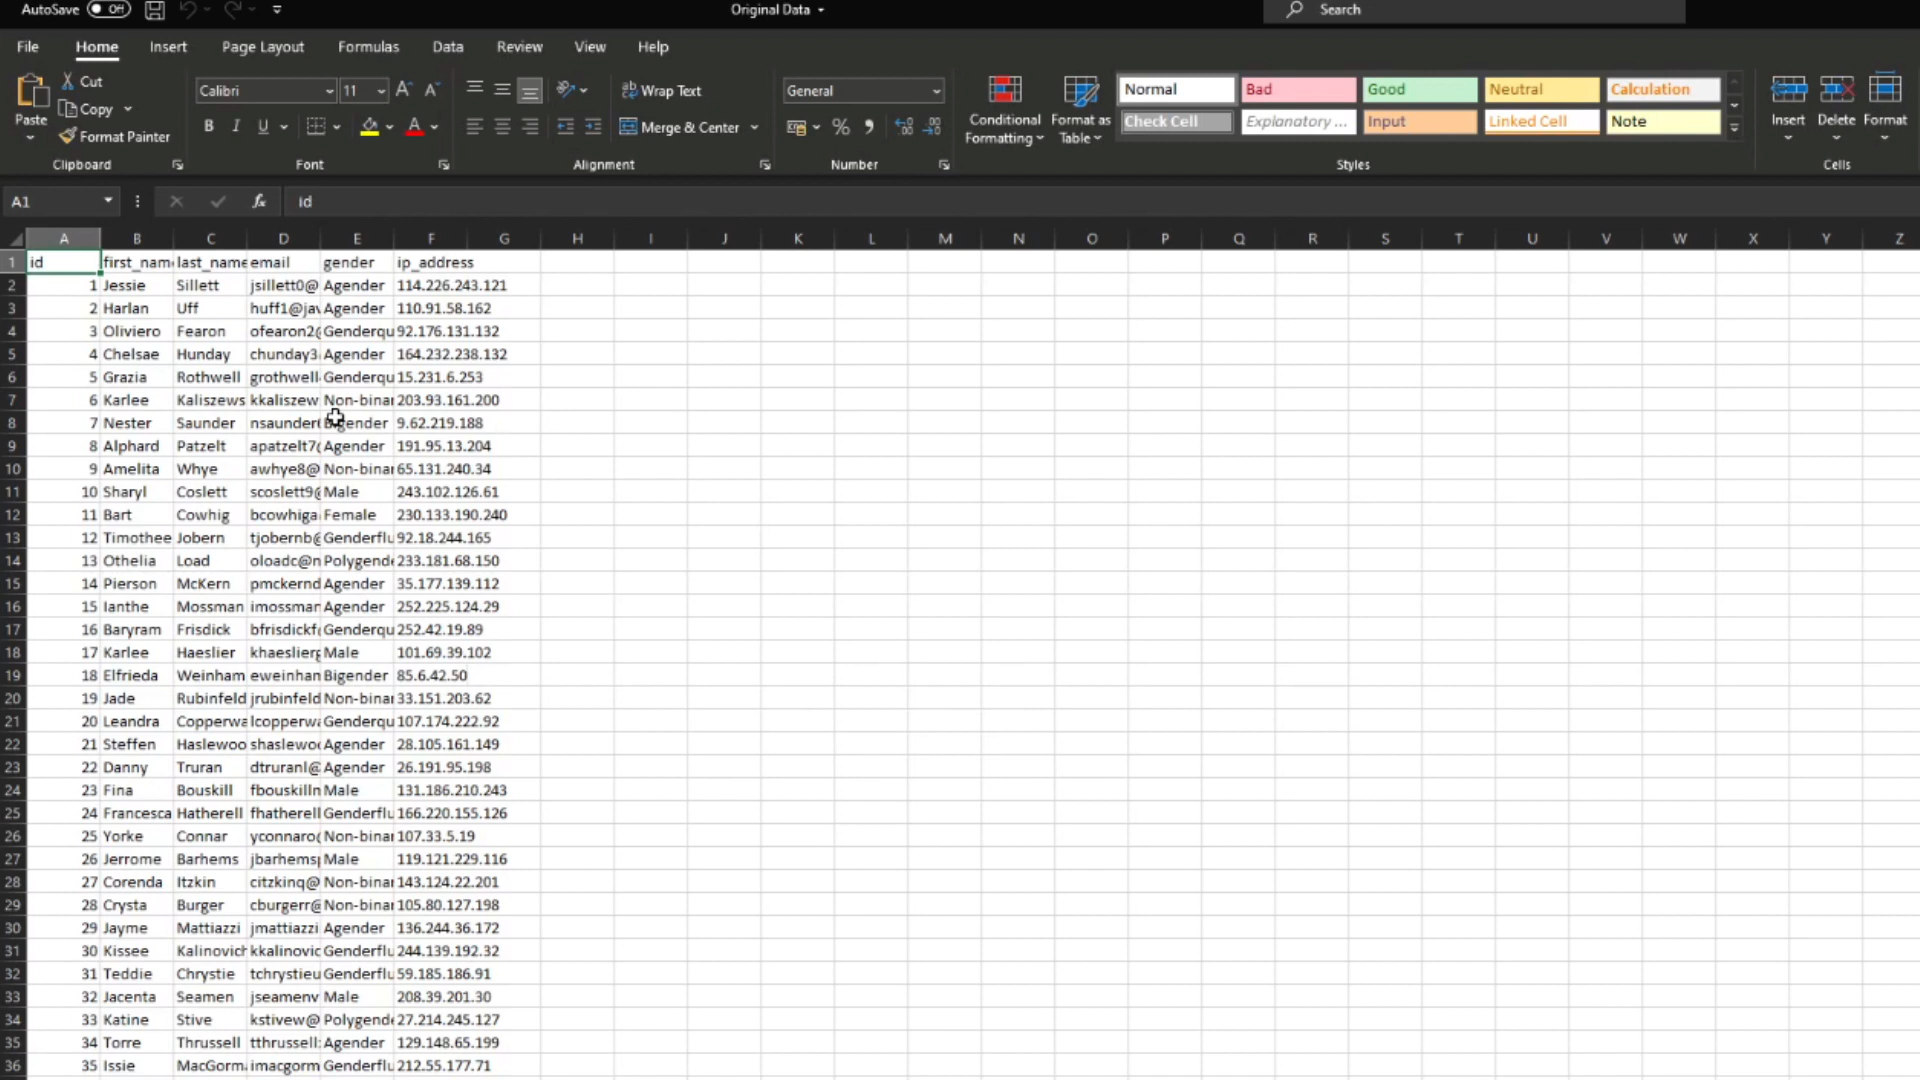 AutoSave Off Original Data Search
File Home Insert Page Layout Formulas Data Review View Help
Paste Cut Copy Format Painter Clipboard
Calibri 11 A A B I U A Font
Wrap Text Merge & Center Alignment
General % Number
Conditional Formatting Format as Table
Normal Bad Good Neutral Calculation
Check Cell Explanatory ... Input Linked Cell Note
Styles
Insert Delete Format
Cells
A1 fx id
A B C D E F G H I J K L M N O P Q R S T U V W X Y Z
1 id first_nam last_name email gender ip_address
2 1 Jessie Sillett jsillett0@ Agender 114.226.243.121
3 2 Harlan Uff huff1@jav Agender 110.91.58.162
4 3 Oliviero Fearon ofearon2@ Genderqu 92.176.131.132
5 4 Chelsae Hunday chunday3 Agender 164.232.238.132
6 5 Grazia Rothwell grothwell Genderqu 15.231.6.253
7 6 Karlee Kaliszews kkaliszew Non-binar 203.93.161.200
8 7 Nester Saunder nsaunder 9.62.219.188
9 8 Alphard Patzelt apatzelt7@ Agender 191.95.13.204
10 9 Amelita Whye awhye8@ Non-binar 65.131.240.34
11 10 Sharyl Coslett scoslett9@ Male 243.102.126.61
12 11 Bart Cowhig bcowhiga Female 230.133.190.240
13 12 Timothee Jobern tjobernb@ Genderflu 92.18.244.165
14 13 Othelia Load oloadc@n Polygende 233.181.68.150
15 14 Pierson McKern pmckernd Agender 35.177.139.112
16 15 Ianthe Mossman imossman Agender 252.225.124.29
17 16 Baryram Frisdick bfrisdickf Genderqu 252.42.19.89
18 17 Karlee Haeslier khaeslierg Male 101.69.39.102
19 18 Elfrieda Weinham eweinham Bigender 85.6.42.50
20 19 Jade Rubinfeld jrubinfeld Non-binar 33.151.203.62
21 20 Leandra Copperwa lcopperwa Genderqu 107.174.222.92
22 21 Steffen Haslewoo shaslewoo Agender 28.105.161.149
23 22 Danny Truran dtruranl@ Agender 26.191.95.198
24 23 Fina Bouskill fbouskillm Male 131.186.210.243
25 24 Francesca Hatherell fhatherell Genderflu 166.220.155.126
26 25 Yorke Connar yconnaro Non-binar 107.33.5.19
27 26 Jerrome Barhems jbarhemsp Male 119.121.229.116
28 27 Corenda Itzkin citzkinq@ Non-binar 143.124.22.201
29 28 Crysta Burger cburgerr@ Non-binar 105.80.127.198
30 29 Jayme Mattiazzi jmattiazzi Agender 136.244.36.172
31 30 Kissee Kalinovich kkalinovic Genderflu 244.139.192.32
32 31 Teddie Chrystie tchrystieu Genderflu 59.185.186.91
33 32 Jacenta Seamen jseamenv Male 208.39.201.30
34 33 Katine Stive kstivew@ Polygende 27.214.245.127
35 34 Torre Thrussell tthrussell Agender 129.148.65.199
36 35 Issie MacGorm imacgorm Genderflu 212.55.177.71